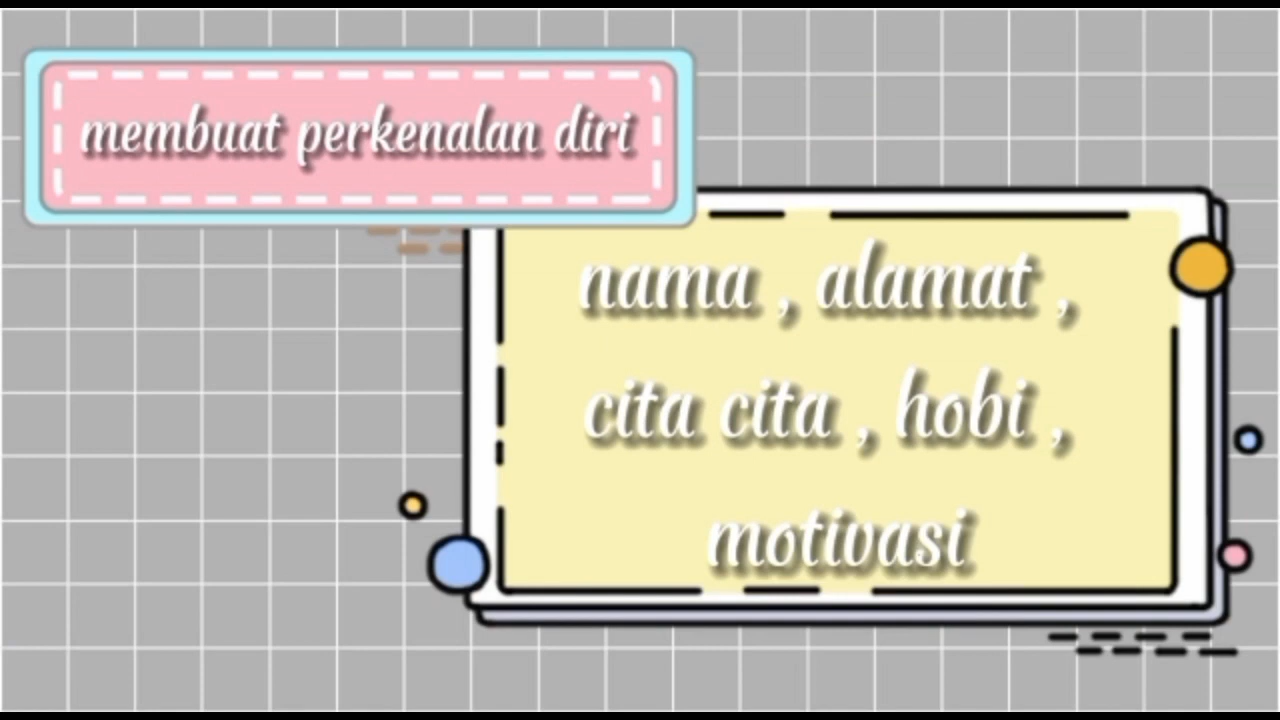 membuat perkenalan diri
nama , alamat ,
cita cita , hobi ,
motivasi